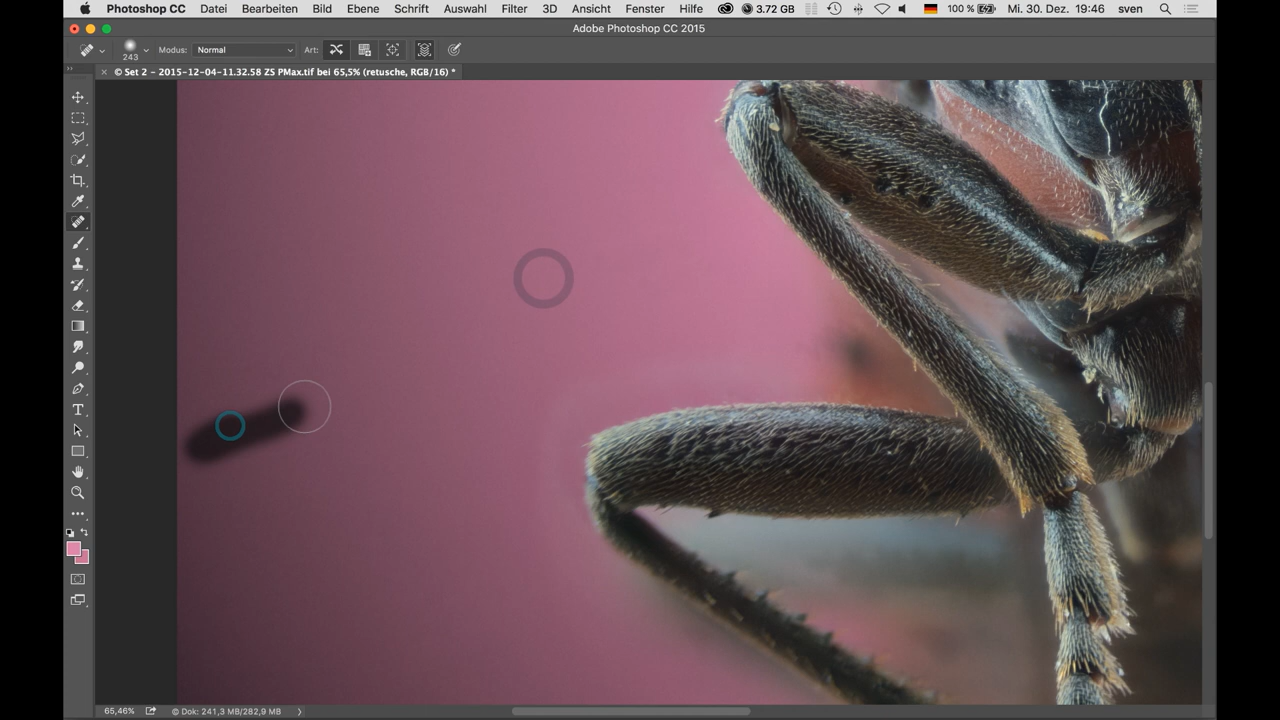 Photoshop CC Datei Bearbeiten Bild Ebene Schrift Auswahl Filter 3D Ansicht Fenster Hilfe 3.72 GB 100 % Mi. 30. Dez. 19:46 sven
Adobe Photoshop CC 2015
243 Modus: Normal Art:
× © Set 2 - 2015-12-04-11.32.58 ZS PMax.tif bei 65,5% (retusche, RGB/16) *
T
65,46% © Dok: 241,3 MB/282,9 MB